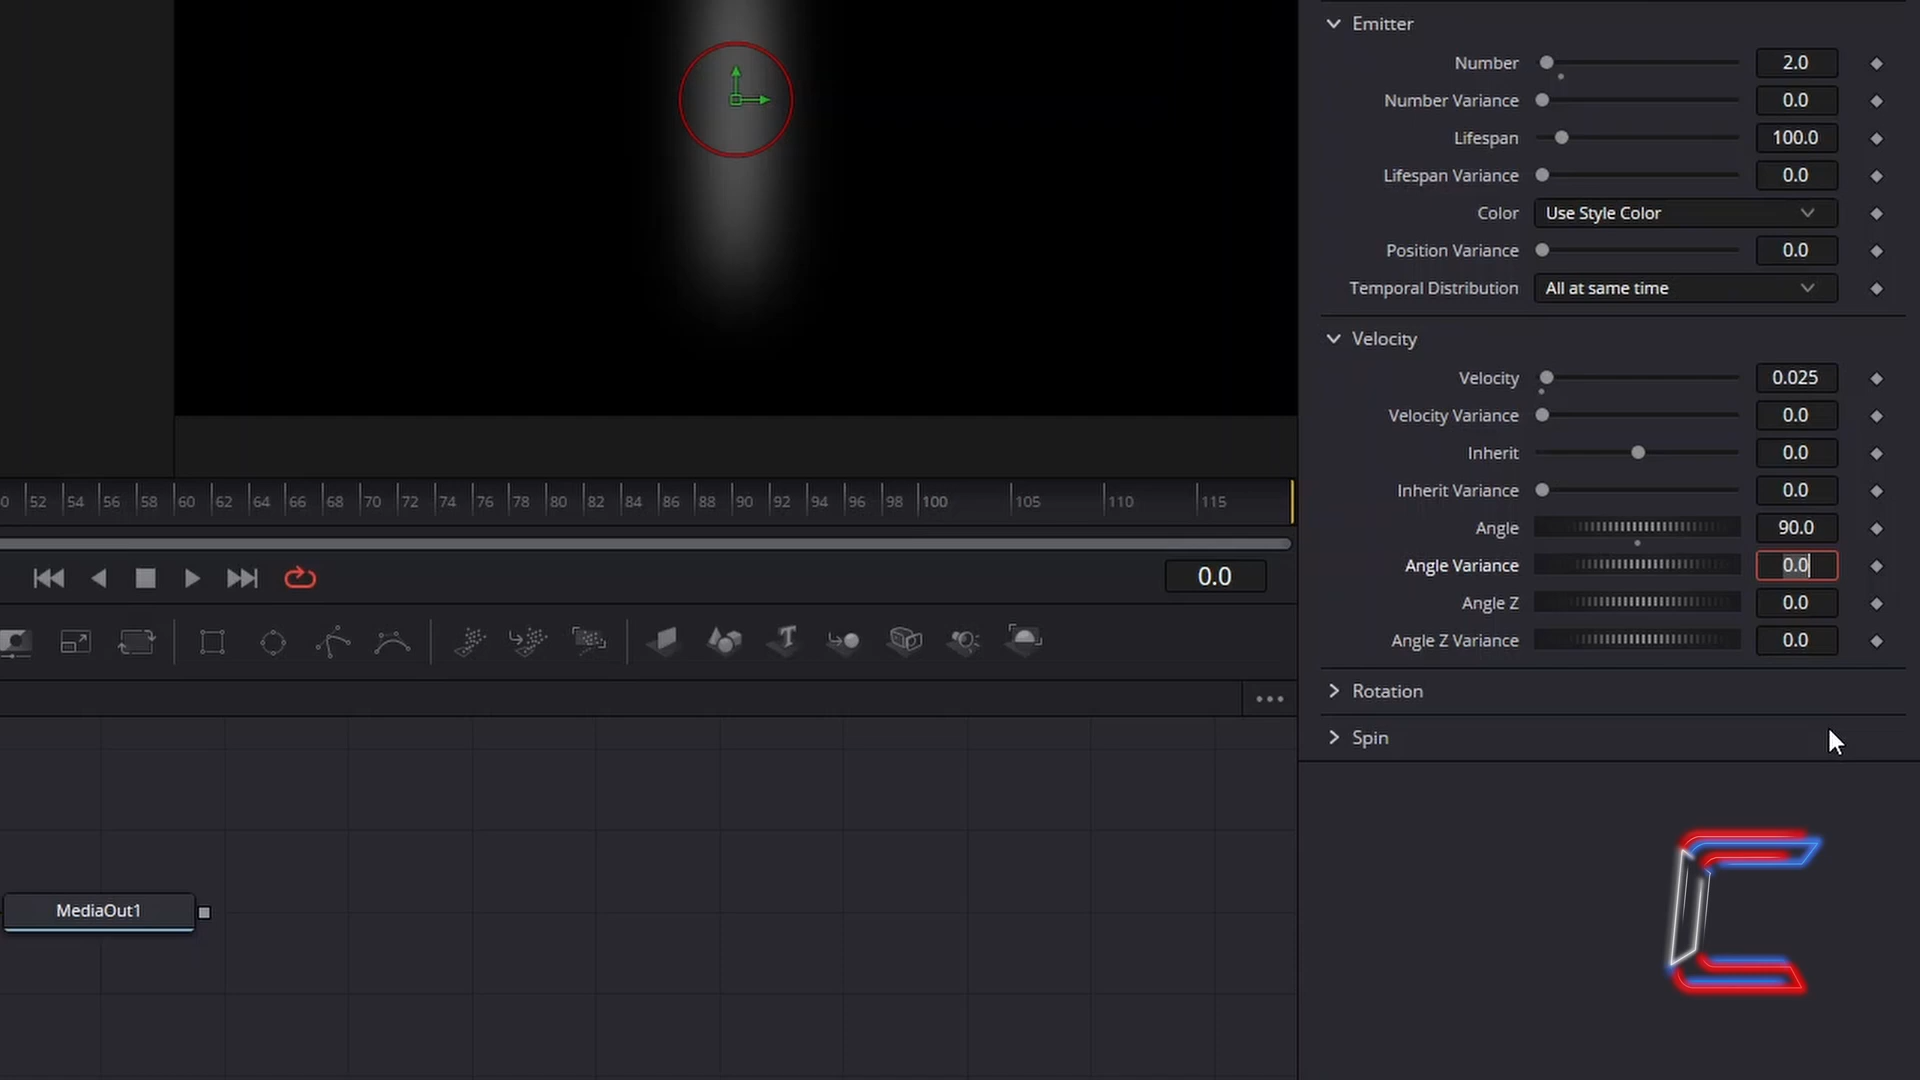 Emitter
Number 2.0
Number Variance 0.0
Lifespan 100.0
Lifespan Variance 0.0
Color Use Style Color
Position Variance 0.0
Temporal Distribution All at same time
Velocity
Velocity 0.025
Velocity Variance 0.0
Inherit 0.0
Inherit Variance 0.0
Angle 90.0
Angle Variance 0.0
Angle Z 0.0
Angle Z Variance 0.0
Rotation
Spin
52 54 56 58 60 62 64 66 68 70 72 74 76 78 80 82 84 86 88 90 92 94 96 98 100 105 110 115
0.0
T
MediaOut1